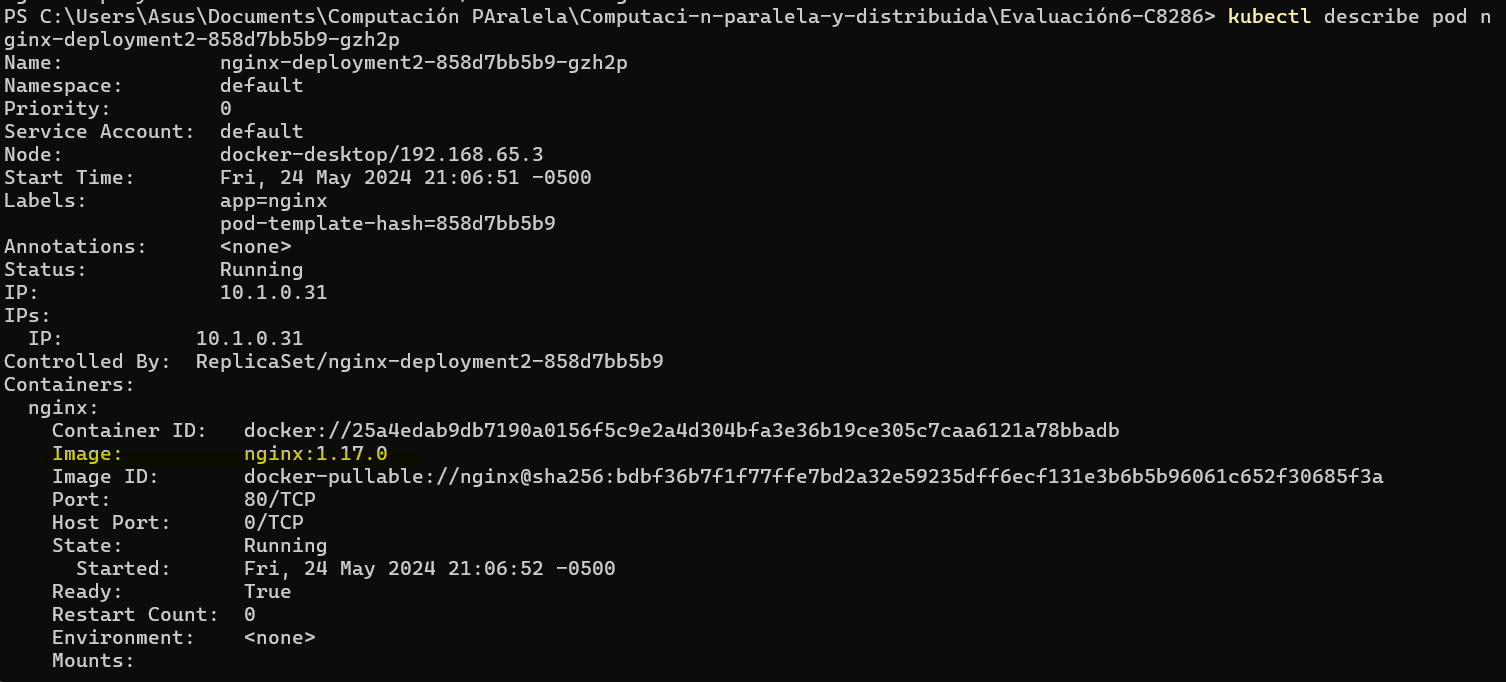 PS C:\Users\Asus\Documents\Computación PAralela\Computaci-n-paralela-y-distribuida\Evaluación6-C8286> kubectl describe pod n
ginx-deployment2-858d7bb5b9-gzh2p
Name:             nginx-deployment2-858d7bb5b9-gzh2p
Namespace:        default
Priority:         0
Service Account:  default
Node:             docker-desktop/192.168.65.3
Start Time:       Fri, 24 May 2024 21:06:51 -0500
Labels:           app=nginx
                  pod-template-hash=858d7bb5b9
Annotations:      <none>
Status:           Running
IP:               10.1.0.31
IPs:
  IP:           10.1.0.31
Controlled By:  ReplicaSet/nginx-deployment2-858d7bb5b9
Containers:
  nginx:
    Container ID:   docker://25a4edab9db7190a0156f5c9e2a4d304bfa3e36b19ce305c7caa6121a78bbadb
    Image:          nginx:1.17.0
    Image ID:       docker-pullable://nginx@sha256:bdbf36b7f1f77ffe7bd2a32e59235dff6ecf131e3b6b5b96061c652f30685f3a
    Port:           80/TCP
    Host Port:      0/TCP
    State:          Running
      Started:      Fri, 24 May 2024 21:06:52 -0500
    Ready:          True
    Restart Count:  0
    Environment:    <none>
    Mounts: